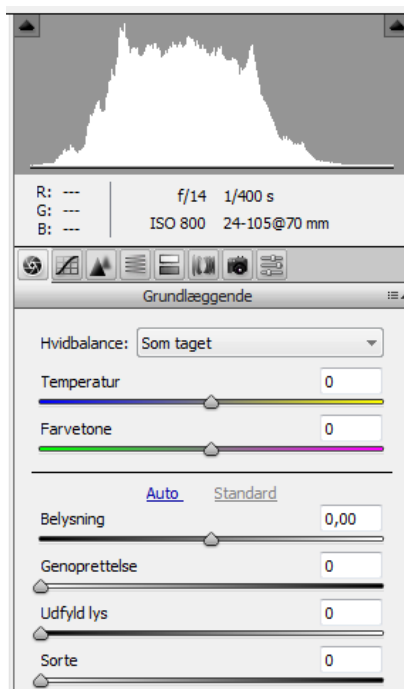 R: --- f/14 1/400 s
G: ---
B: --- ISO 800 24-105@70 mm
Grundlæggende
Hvidbalance: Som taget
Temperatur 0
Farvetone 0
Auto Standard
Belysning 0,00
Genoprettelse 0
Udfyld lys 0
Sorte 0